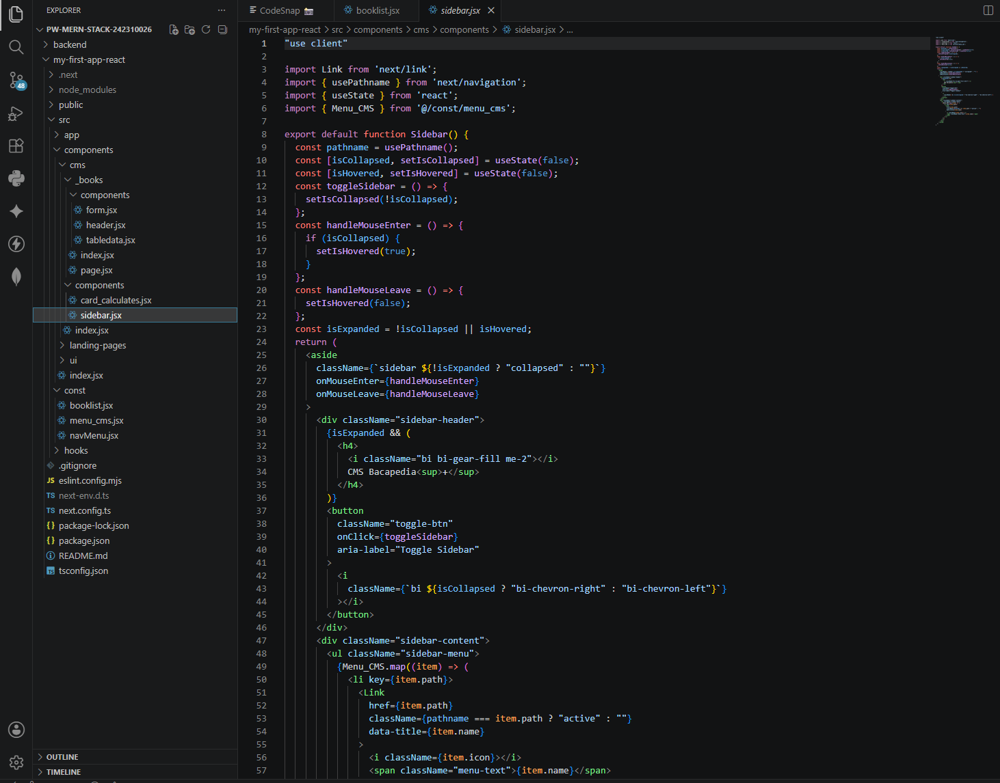 EXPLORER
PW-MERN-STACK-242310026
backend
my-first-app-react
.next
node_modules
public
src
app
components
cms
_books
components
form.jsx
header.jsx
tabledata.jsx
index.jsx
page.jsx
components
card_calculates.jsx
sidebar.jsx
index.jsx
landing-pages
ui
index.jsx
const
booklist.jsx
menu_cms.jsx
navMenu.jsx
hooks
.gitignore
JS eslint.config.mjs
TS next-env.d.ts
TS next.config.ts
{} package-lock.json
{} package.json
README.md
TS tsconfig.json
OUTLINE
TIMELINE
48
CodeSnap
booklist.jsx
sidebar.jsx
my-first-app-react > src > components > cms > components > sidebar.jsx > ...
1 "use client"
2
3 import Link from 'next/link';
4 import { usePathname } from 'next/navigation';
5 import { useState } from 'react';
6 import { Menu_CMS } from '@/const/menu_cms';
7
8 export default function Sidebar() {
9 const pathname = usePathname();
10 const [isCollapsed, setIsCollapsed] = useState(false);
11 const [isHovered, setIsHovered] = useState(false);
12 const toggleSidebar = () => {
13 setIsCollapsed(!isCollapsed);
14 };
15 const handleMouseEnter = () => {
16 if (isCollapsed) {
17 setIsHovered(true);
18 }
19 };
20 const handleMouseLeave = () => {
21 setIsHovered(false);
22 };
23 const isExpanded = !isCollapsed || isHovered;
24 return (
25 <aside
26 className={`sidebar ${!isExpanded ? "collapsed" : ""}`}
27 onMouseEnter={handleMouseEnter}
28 onMouseLeave={handleMouseLeave}
29 >
30 <div className="sidebar-header">
31 {isExpanded && (
32 <h4>
33 <i className="bi bi-gear-fill me-2"></i>
34 CMS Bacapedia<sup>+</sup>
35 </h4>
36 )}
37 <button
38 className="toggle-btn"
39 onClick={toggleSidebar}
40 aria-label="Toggle Sidebar"
41 >
42 <i
43 className={`bi ${isCollapsed ? "bi-chevron-right" : "bi-chevron-left"}`}
44 ></i>
45 </button>
46 </div>
47 <div className="sidebar-content">
48 <ul className="sidebar-menu">
49 {Menu_CMS.map((item) => (
50 <li key={item.path}>
51 <Link
52 href={item.path}
53 className={pathname === item.path ? "active" : ""}
54 data-title={item.name}
55 >
56 <i className={item.icon}></i>
57 <span className="menu-text">{item.name}</span>